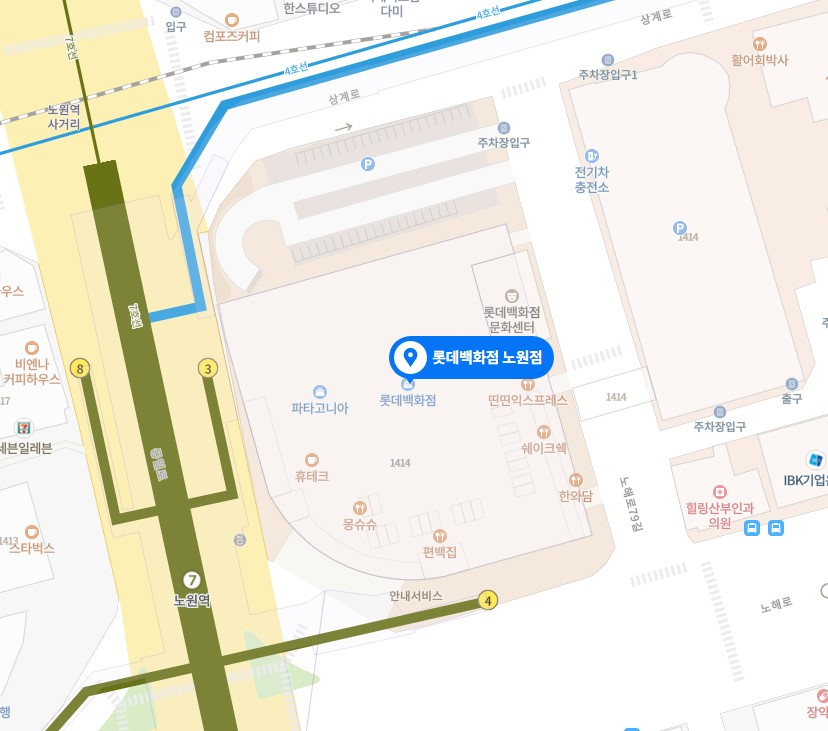 한스튜디오
다미
입구
컴포즈커피
7호선
4호선
4호선
상계로
상계로
활어회박사
주차장입구1
노원역
사거리
주차장입구
P
전기차
충전소
P
1414
하우스
7호선
롯데백화점
문화센터
롯데백화점 노원점
비엔나
커피하우스
8
3
파타고니아
롯데백화점
띤띤익스프레스
1414
출구
17
주차장입구
세븐일레븐
쉐이크쉑
동일로
1414
휴테크
한와담
노해로79길
IBK기업은
힐링산부인과
의원
몽슈슈
편백집
1413
스타벅스
7
노원역
안내서비스
4
노해로
행
장약